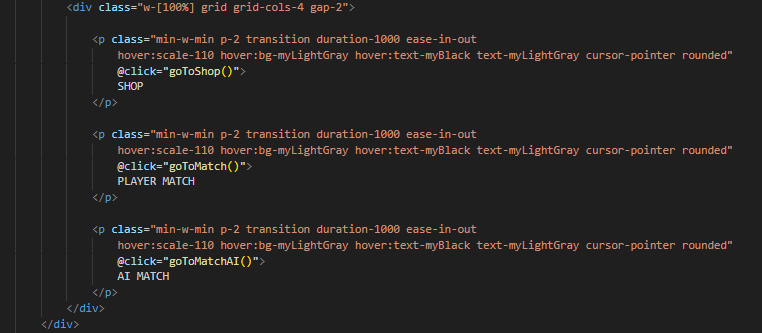 <div class="w-[100%] grid grid-cols-4 gap-2">
<p class="min-w-min p-2 transition duration-1000 ease-in-out
hover:scale-110 hover:bg-myLightGray hover:text-myBlack text-myLightGray cursor-pointer rounded"
@click="goToShop()">
SHOP
</p>
<p class="min-w-min p-2 transition duration-1000 ease-in-out
hover:scale-110 hover:bg-myLightGray hover:text-myBlack text-myLightGray cursor-pointer rounded"
@click="goToMatch()">
PLAYER MATCH
</p>
<p class="min-w-min p-2 transition duration-1000 ease-in-out
hover:scale-110 hover:bg-myLightGray hover:text-myBlack text-myLightGray cursor-pointer rounded"
@click="goToMatchAI()">
AI MATCH
</p>
</div>
</div>